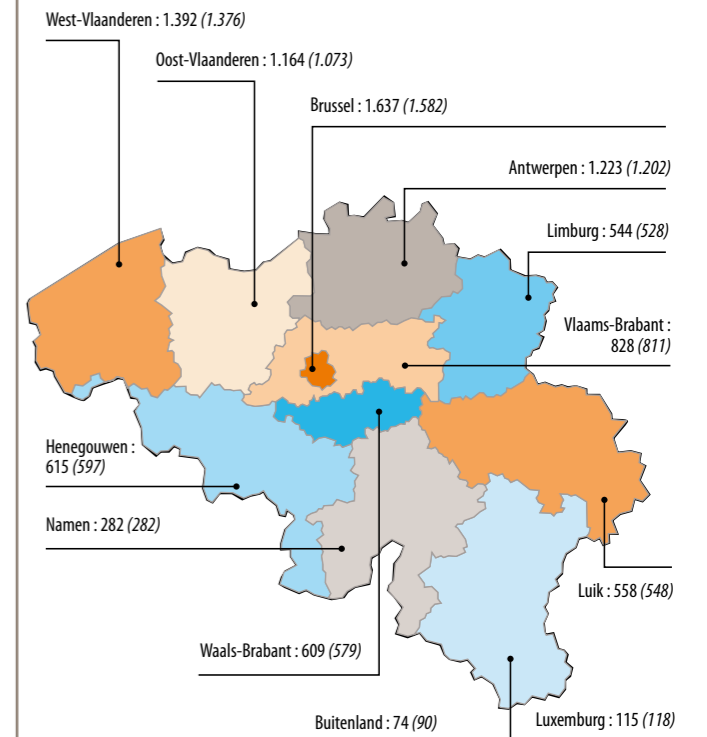 West-Vlaanderen : 1.392 (1.376)
Oost-Vlaanderen : 1.164 (1.073)
Brussel : 1.637 (1.582)
Antwerpen : 1.223 (1.202)
Limburg : 544 (528)
Vlaams-Brabant :
828 (811)
Henegouwen :
615 (597)
Namen : 282 (282)
Luik : 558 (548)
Waals-Brabant : 609 (579)
Buitenland : 74 (90)
Luxemburg : 115 (118)